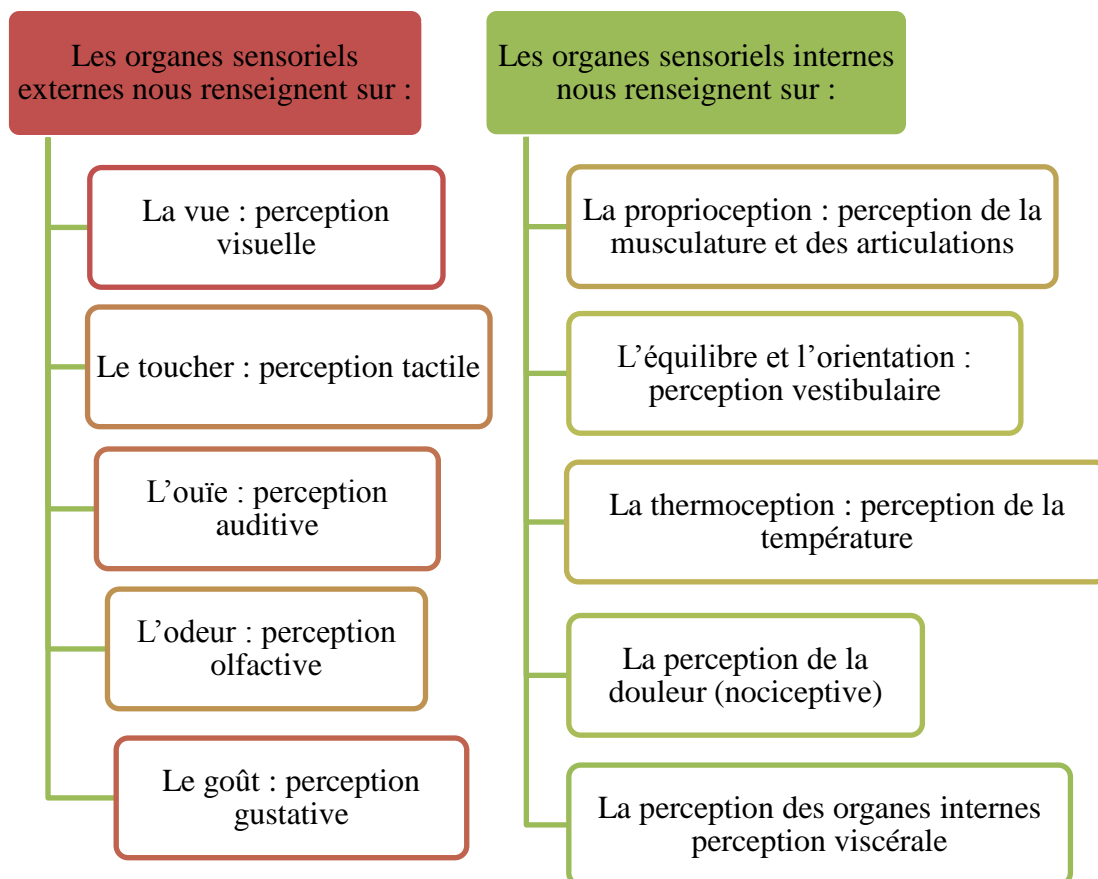 Les organes sensoriels
externes nous renseignent sur :
La vue : perception
visuelle
Le toucher : perception tactile
L’ouïe : perception
auditive
L’odeur : perception
olfactive
Le goût : perception
gustative
Les organes sensoriels internes
nous renseignent sur :
La proprioception : perception de la
musculature et des articulations
L’équilibre et l’orientation :
perception vestibulaire
La thermoception : perception de la
température
La perception de la
douleur (nociceptive)
La perception des organes internes
perception viscérale